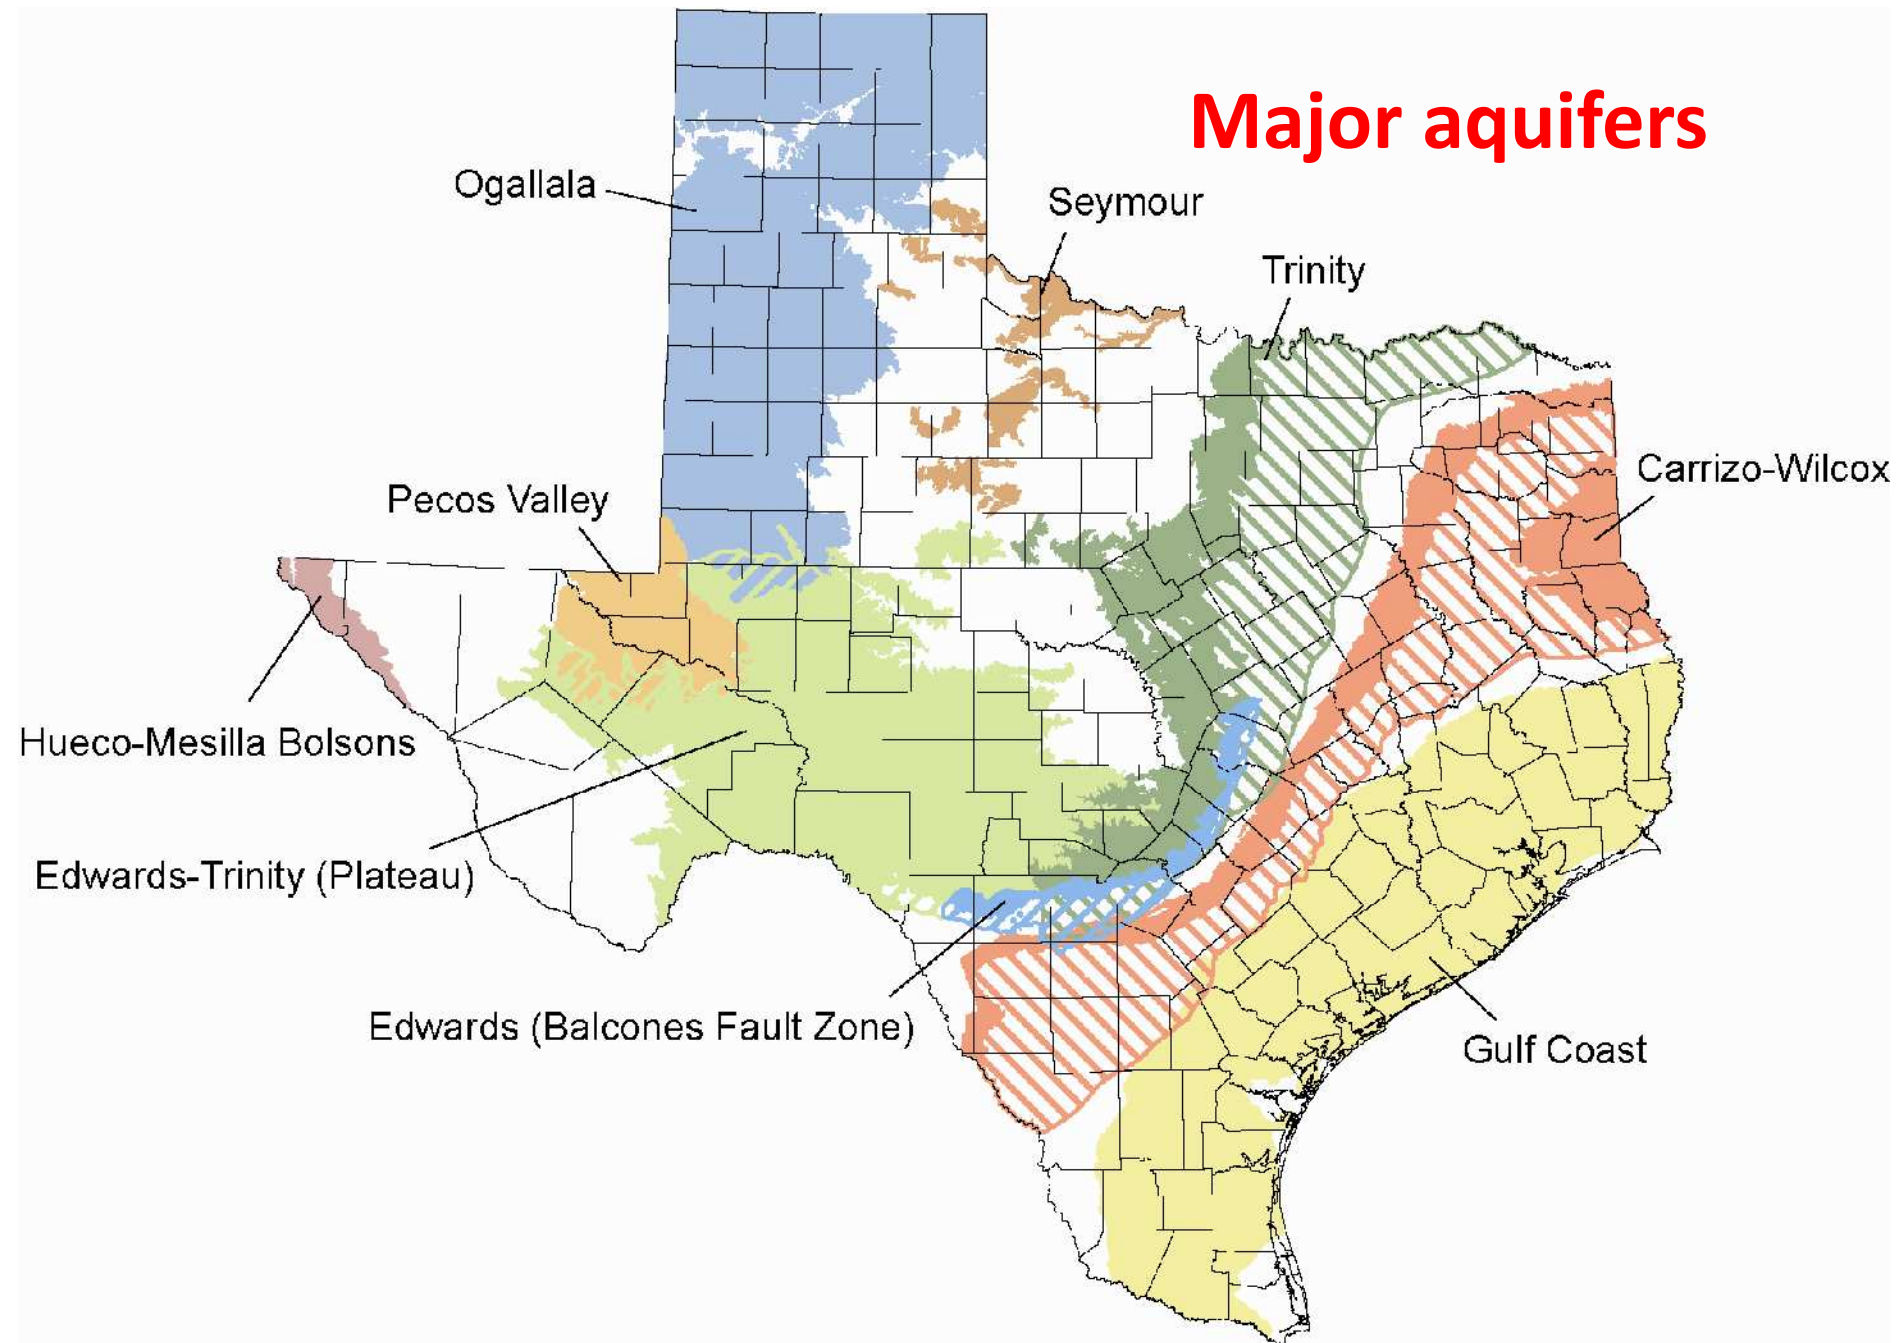 Major aquifers
Ogallala
Seymour
Trinity
Carrizo-Wilcox
Pecos Valley
Hueco-Mesilla Bolsons
Edwards-Trinity (Plateau)
Edwards (Balcones Fault Zone)
Gulf Coast